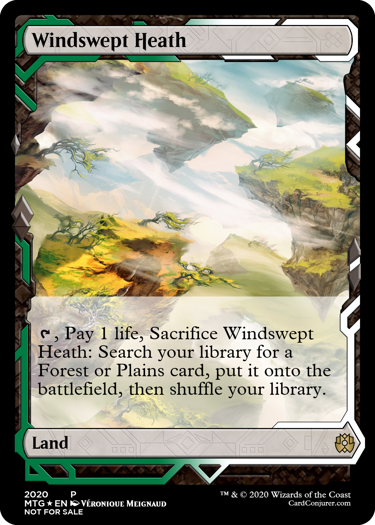 Windswept Heath
, Pay 1 life, Sacrifice Windswept
Heath: Search your library for a
Forest or Plains card, put it onto the
battlefield, then shuffle your library.
Land
2020 P
MTG ★ EN Véronique Meignaud
NOT FOR SALE
™ & © 2020 Wizards of the Coast
CardConjurer.com